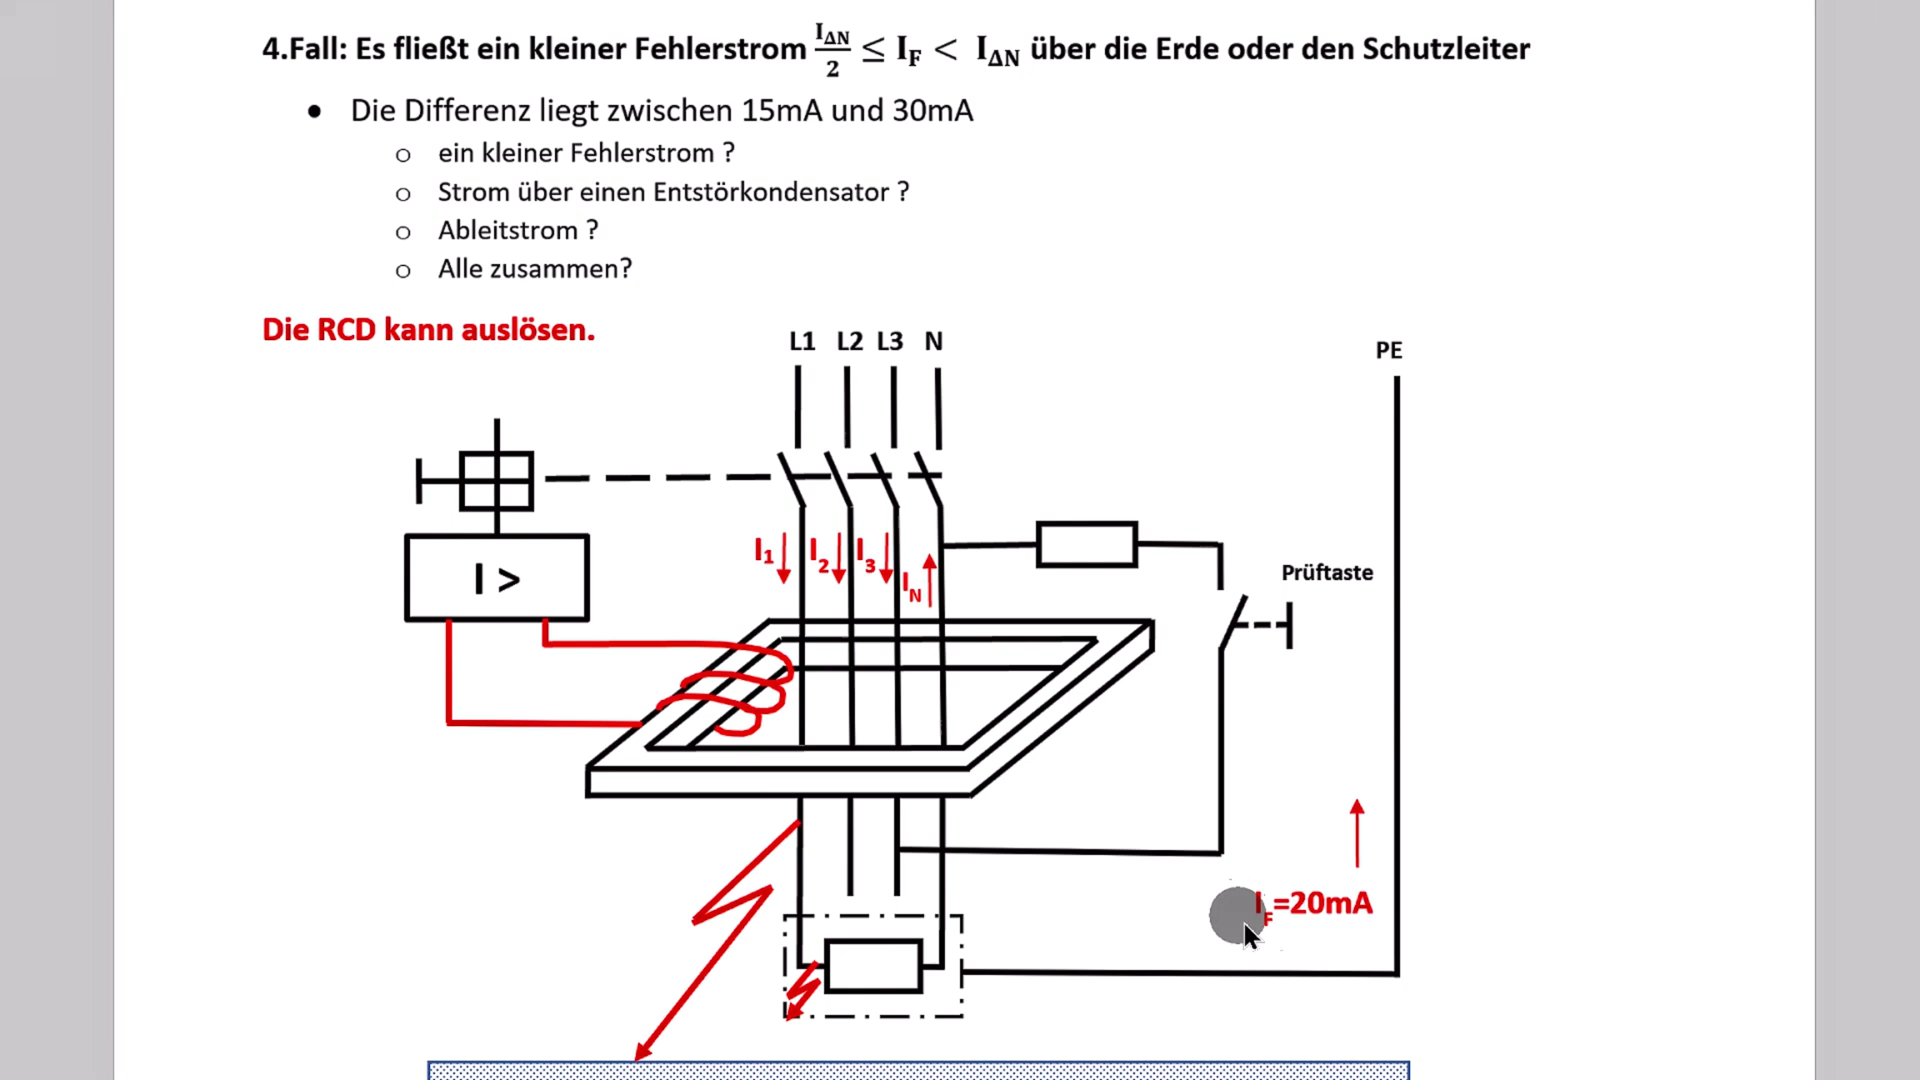 4.Fall: Es fließt ein kleiner Fehlerstrom I∆N/2 ≤ IF < I∆N über die Erde oder den Schutzleiter
• Die Differenz liegt zwischen 15mA und 30mA
o ein kleiner Fehlerstrom ?
o Strom über einen Entstörkondensator ?
o Ableitstrom ?
o Alle zusammen?
Die RCD kann auslösen.
L1 L2 L3 N
PE
I1 I2 I3 IN
I >
Prüftaste
IF=20mA